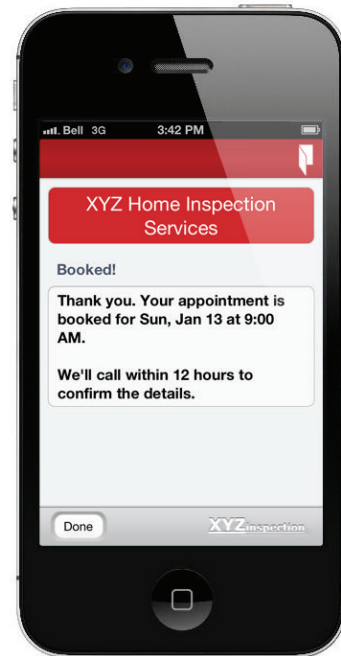 Bell 3G 3:42 PM
XYZ Home Inspection
Services
Booked!
Thank you. Your appointment is
booked for Sun, Jan 13 at 9:00
AM.
We'll call within 12 hours to
confirm the details.
Done XYZinspection